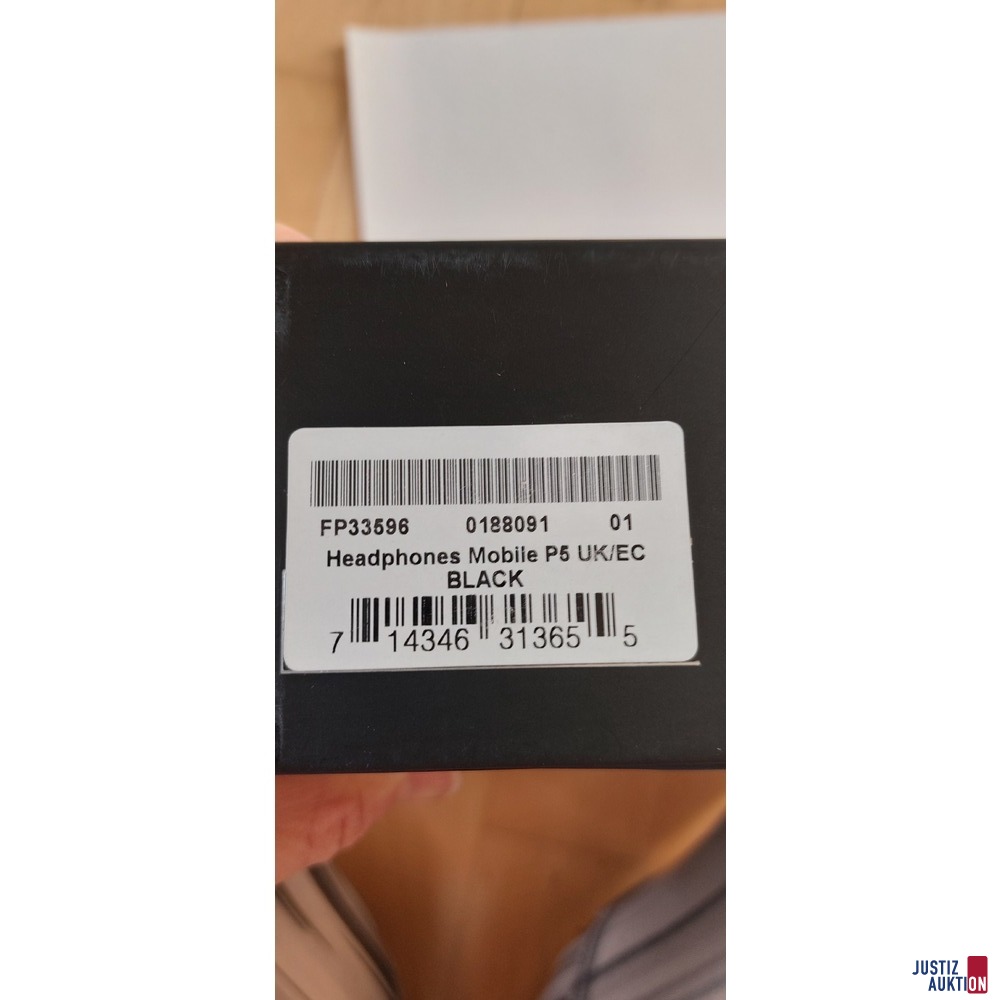 FP33596 0188091 01
Headphones Mobile P5 UK/EC
BLACK
7 14346 31365 5
JUSTIZ
AUKTION